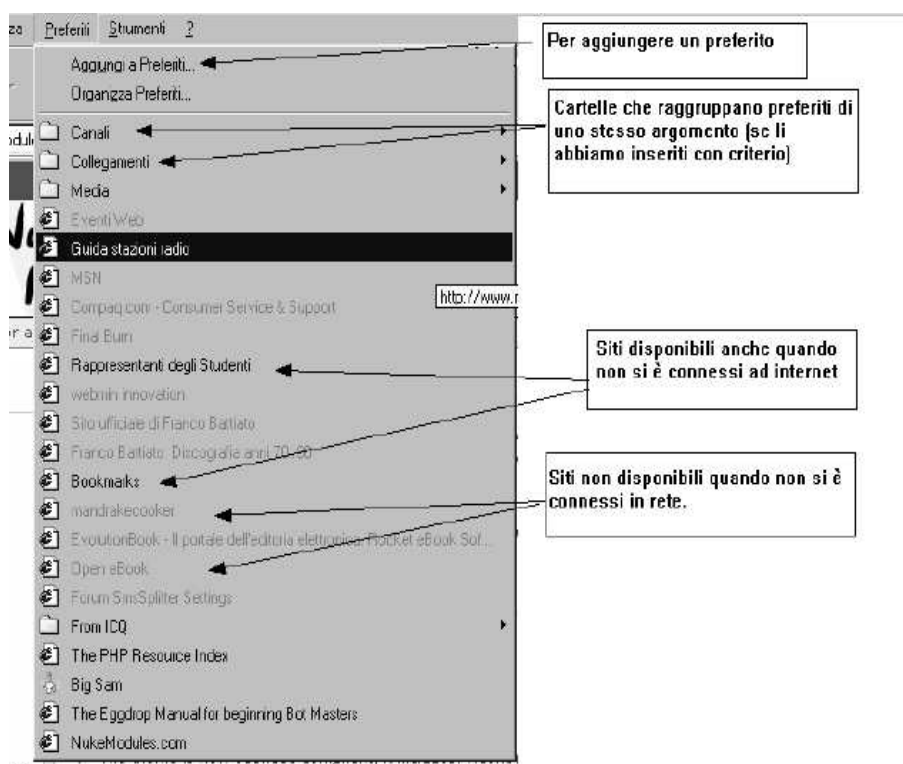 za Preferiti Strumenti ?
Aggiungi a Preferiti...
Organizza Preferiti...
Canali
Collegamenti
Media
Eventi Web
Guida stazioni radio
MSN
http://www.r
Compaq.com - Consumer Service & Support
Final Burn
Rappresentanti degli Studenti
webmin innovation
Sito ufficiale di Franco Battiato
Franco Battiato: Discografia anni 70
Bookmarks
mandrakecooker
EvolutionBook - Il portale dell'editoria elettronica. Rocket eBook Sof...
Open eBook
Forum SimSplitter Settings
From ICQ
The PHP Resource Index
Big Sam
The Eggdrop Manual for beginning Bot Masters
NukeModules.com
Per aggiungere un preferito
Cartelle che raggruppano preferiti di
uno stesso argomento (se li
abbiamo inseriti con criterio)
Siti disponibili anche quando
non si è connessi ad internet
Siti non disponibili quando non si è
connessi in rete.